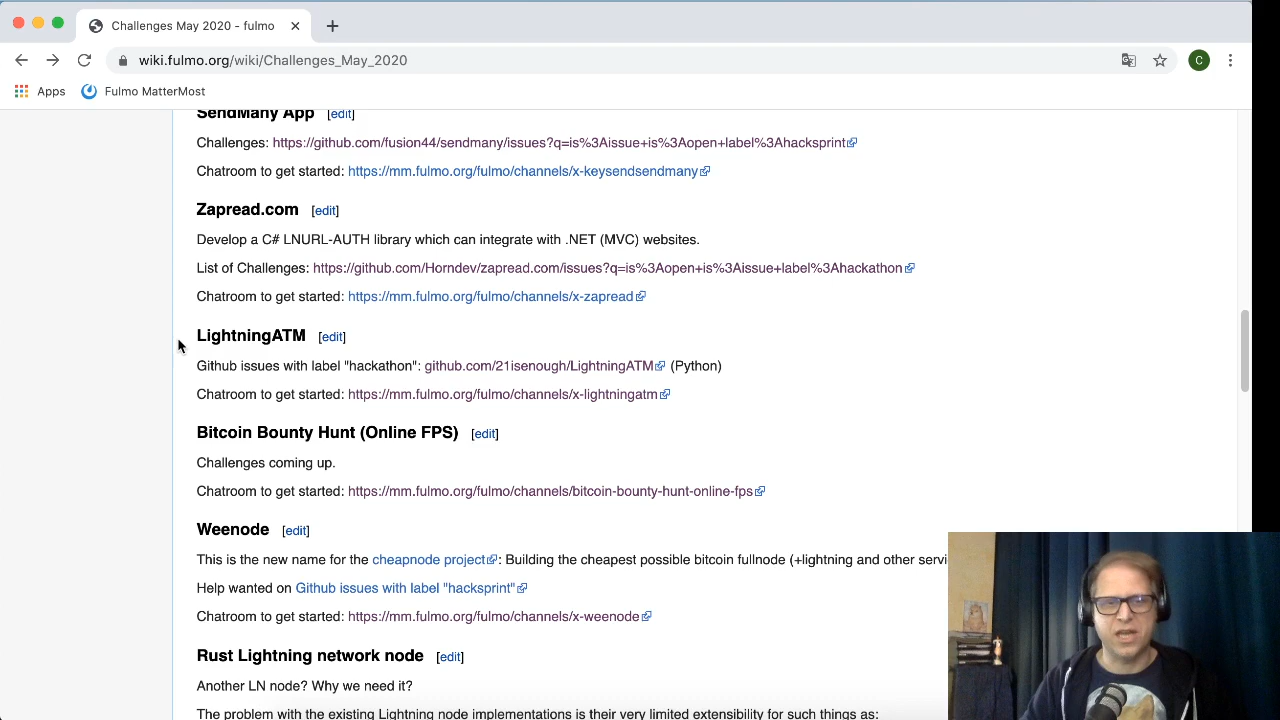 Challenges May 2020 - fulmo
wiki.fulmo.org/wiki/Challenges_May_2020
C
Apps Fulmo MatterMost
SendMany App [edit]
Challenges: https://github.com/fusion44/sendmany/issues?q=is%3Aissue+is%3Aopen+label%3Ahacksprint
Chatroom to get started: https://mm.fulmo.org/fulmo/channels/x-keysendsendmany
Zapread.com [edit]
Develop a C# LNURL-AUTH library which can integrate with .NET (MVC) websites.
List of Challenges: https://github.com/Horndev/zapread.com/issues?q=is%3Aopen+is%3Aissue+label%3Ahackathon
Chatroom to get started: https://mm.fulmo.org/fulmo/channels/x-zapread
LightningATM [edit]
Github issues with label "hackathon": github.com/21isenough/LightningATM (Python)
Chatroom to get started: https://mm.fulmo.org/fulmo/channels/x-lightningatm
Bitcoin Bounty Hunt (Online FPS) [edit]
Challenges coming up.
Chatroom to get started: https://mm.fulmo.org/fulmo/channels/bitcoin-bounty-hunt-online-fps
Weenode [edit]
This is the new name for the cheapnode project: Building the cheapest possible bitcoin fullnode (+lightning and other servi
Help wanted on Github issues with label "hacksprint"
Chatroom to get started: https://mm.fulmo.org/fulmo/channels/x-weenode
Rust Lightning network node [edit]
Another LN node? Why we need it?
The problem with the existing Lightning node implementations is their very limited extensibility for such things as: